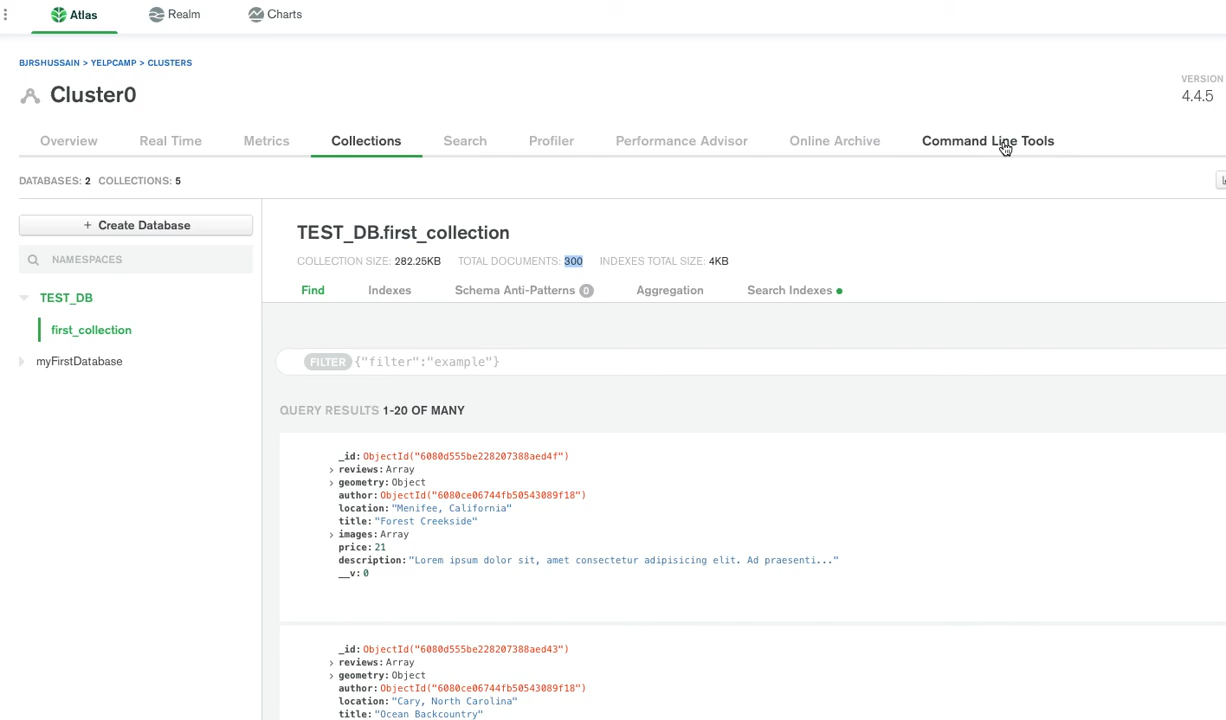 Atlas Realm Charts
BJRSHUSSAIN > YELPCAMP > CLUSTERS
VERSION
Cluster0
4.4.5
Overview Real Time Metrics Collections Search Profiler Performance Advisor Online Archive Command Line Tools
DATABASES: 2 COLLECTIONS: 5
+ Create Database
NAMESPACES
TEST_DB
first_collection
myFirstDatabase
TEST_DB.first_collection
COLLECTION SIZE: 282.25KB TOTAL DOCUMENTS: 300 INDEXES TOTAL SIZE: 4KB
Find Indexes Schema Anti-Patterns 0 Aggregation Search Indexes
FILTER {"filter":"example"}
QUERY RESULTS 1-20 OF MANY
_id: ObjectId("6080d555be228207388aed4f")
reviews: Array
geometry: Object
author: ObjectId("6080ce06744fb50543089f18")
location: "Menifee, California"
title: "Forest Creekside"
images: Array
price: 21
description: "Lorem ipsum dolor sit, amet consectetur adipisicing elit. Ad praesenti..."
__v: 0
_id: ObjectId("6080d555be228207388aed43")
reviews: Array
geometry: Object
author: ObjectId("6080ce06744fb50543089f18")
location: "Cary, North Carolina"
title: "Ocean Backcountry"